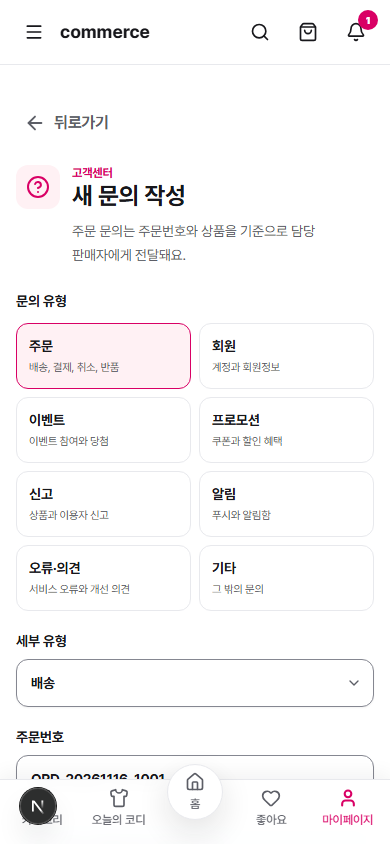 commerce
1
뒤로가기
고객센터
새 문의 작성
주문 문의는 주문번호와 상품을 기준으로 담당
판매자에게 전달돼요.
문의 유형
주문
배송, 결제, 취소, 반품
회원
계정과 회원정보
이벤트
이벤트 참여와 당첨
프로모션
쿠폰과 할인 혜택
신고
상품과 이용자 신고
알림
푸시와 알림함
오류·의견
서비스 오류와 개선 의견
기타
그 밖의 문의
세부 유형
배송
주문번호
ORD-20261116-1001
N
오늘의 코디
홈
좋아요
마이페이지